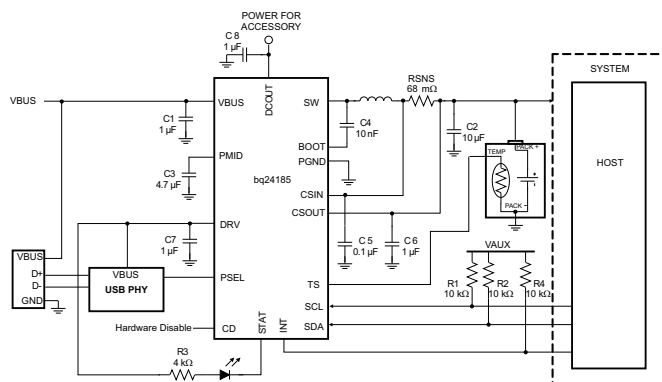 POWER FOR
ACCESSORY
C 8
1 µF
SYSTEM
VBUS
VBUS
DCOUT
SW
RSNS
68 mΩ
C1
1 µF
C4
10 nF
C2
10 µF
HOST
BOOT
PGND
PMID
C3
4.7 µF
bq24185
TEMP
PACK +
+
-
PACK –
CSIN
CSOUT
DRV
C7
1 µF
C 5
0.1 µF
C 6
1 µF
VAUX
VBUS
D+
D-
GND
VBUS
USB PHY
PSEL
TS
R1
10 kΩ
R2
10 kΩ
R4
10 kΩ
SCL
SDA
Hardware Disable
CD
STAT
INT
R3
4 kΩ